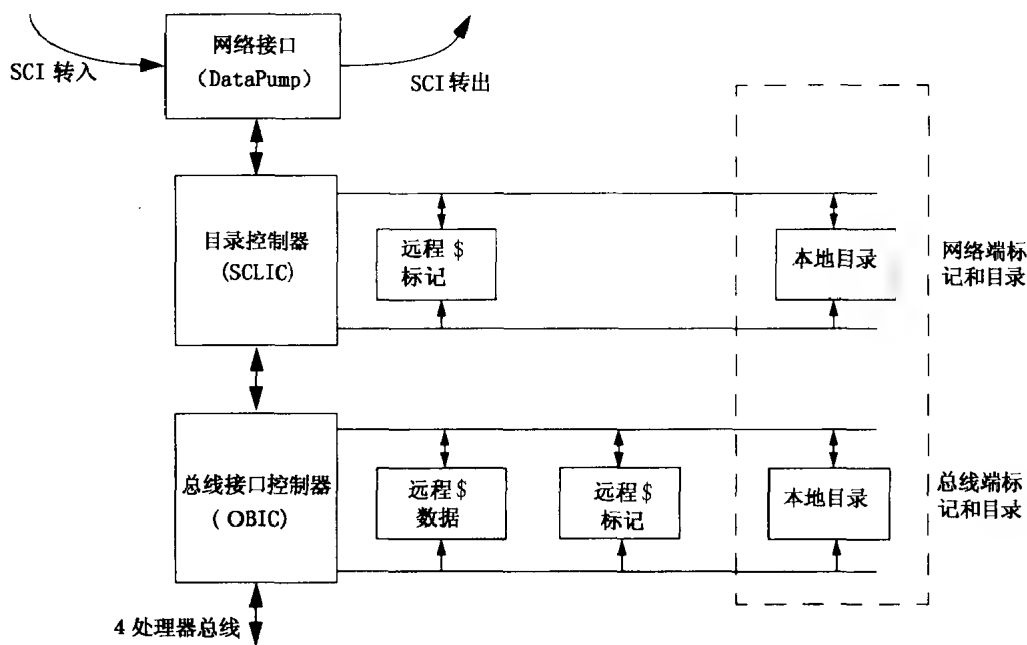 网络接口
(DataPump)
SCI 转入
SCI 转出
目录控制器
(SCLIC)
远程 $
标记
本地目录
网络端标
记和目录
总线接口控制器
( OBIC)
远程 $
数据
远程 $
标记
本地目录
总线端标
记和目录
4 处理器总线